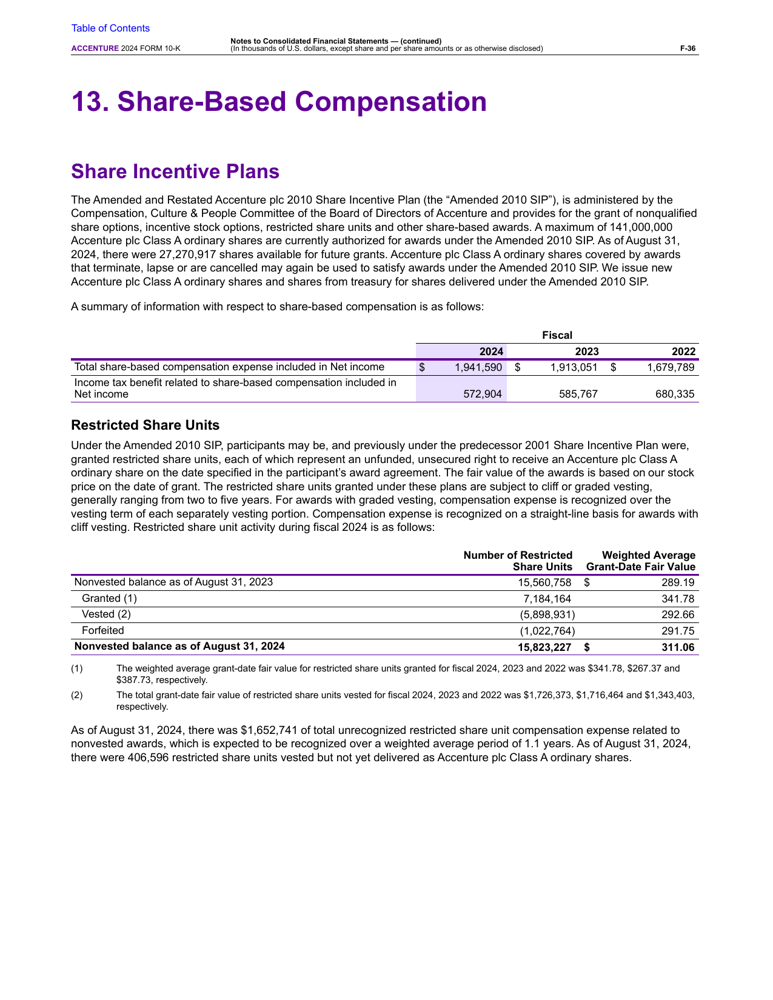 Table of Contents
Notes to Consolidated Financial Statements — (continued)
ACCENTURE 2024 FORM 10-K (In thousands of U.S. dollars, except share and per share amounts or as otherwise disclosed) F-36
13. Share-Based Compensation
Share Incentive Plans
The Amended and Restated Accenture plc 2010 Share Incentive Plan (the “Amended 2010 SIP”), is administered by the
Compensation, Culture & People Committee of the Board of Directors of Accenture and provides for the grant of nonqualified
share options, incentive stock options, restricted share units and other share-based awards. A maximum of 141,000,000
Accenture plc Class A ordinary shares are currently authorized for awards under the Amended 2010 SIP. As of August 31,
2024, there were 27,270,917 shares available for future grants. Accenture plc Class A ordinary shares covered by awards
that terminate, lapse or are cancelled may again be used to satisfy awards under the Amended 2010 SIP. We issue new
Accenture plc Class A ordinary shares and shares from treasury for shares delivered under the Amended 2010 SIP.
A summary of information with respect to share-based compensation is as follows:
Fiscal
2024 2023 2022
Total share-based compensation expense included in Net income $ 1,941,590 $ 1,913,051 $ 1,679,789
Income tax benefit related to share-based compensation included in
Net income 572,904 585,767 680,335
Restricted Share Units
Under the Amended 2010 SIP, participants may be, and previously under the predecessor 2001 Share Incentive Plan were,
granted restricted share units, each of which represent an unfunded, unsecured right to receive an Accenture plc Class A
ordinary share on the date specified in the participant’s award agreement. The fair value of the awards is based on our stock
price on the date of grant. The restricted share units granted under these plans are subject to cliff or graded vesting,
generally ranging from two to five years. For awards with graded vesting, compensation expense is recognized over the
vesting term of each separately vesting portion. Compensation expense is recognized on a straight-line basis for awards with
cliff vesting. Restricted share unit activity during fiscal 2024 is as follows:
Number of Restricted Weighted Average
Share Units Grant-Date Fair Value
Nonvested balance as of August 31, 2023 15,560,758 $ 289.19
Granted (1) 7,184,164 341.78
Vested (2) (5,898,931) 292.66
Forfeited (1,022,764) 291.75
Nonvested balance as of August 31, 2024 15,823,227 $ 311.06
(1) The weighted average grant-date fair value for restricted share units granted for fiscal 2024, 2023 and 2022 was $341.78, $267.37 and
$387.73, respectively.
(2) The total grant-date fair value of restricted share units vested for fiscal 2024, 2023 and 2022 was $1,726,373, $1,716,464 and $1,343,403,
respectively.
As of August 31, 2024, there was $1,652,741 of total unrecognized restricted share unit compensation expense related to
nonvested awards, which is expected to be recognized over a weighted average period of 1.1 years. As of August 31, 2024,
there were 406,596 restricted share units vested but not yet delivered as Accenture plc Class A ordinary shares.